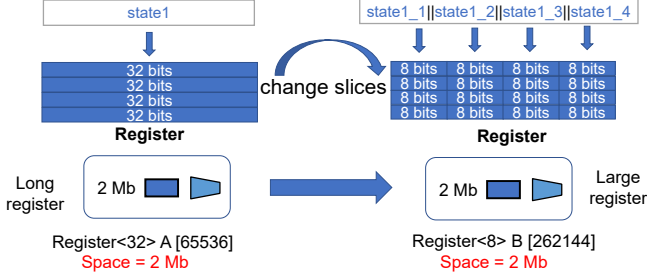 state1
32 bits
32 bits
32 bits
32 bits
Register
change slices
state1_1||state1_2||state1_3||state1_4
8 bits 8 bits 8 bits 8 bits
8 bits 8 bits 8 bits 8 bits
8 bits 8 bits 8 bits 8 bits
8 bits 8 bits 8 bits 8 bits
Register
Long
register
2 Mb
Register<32> A [65536]
Space = 2 Mb
2 Mb
Large
register
Register<8> B [262144]
Space = 2 Mb